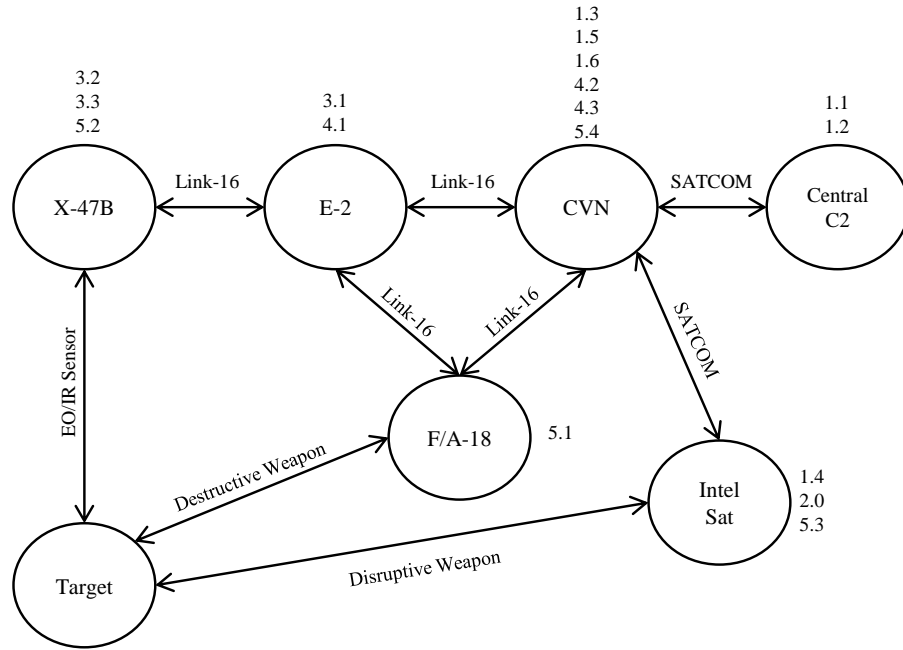 1.3
1.5
1.6
4.2
4.3
5.4
1.1
1.2
3.1
4.1
3.2
3.3
5.2
X-47B
Link-16
E-2
Link-16
CVN
SATCOM
Central
C2
Link-16
Link-16
SATCOM
EO/IR Sensor
F/A-18
5.1
Destructive Weapon
Intel
Sat
1.4
2.0
5.3
Disruptive Weapon
Target